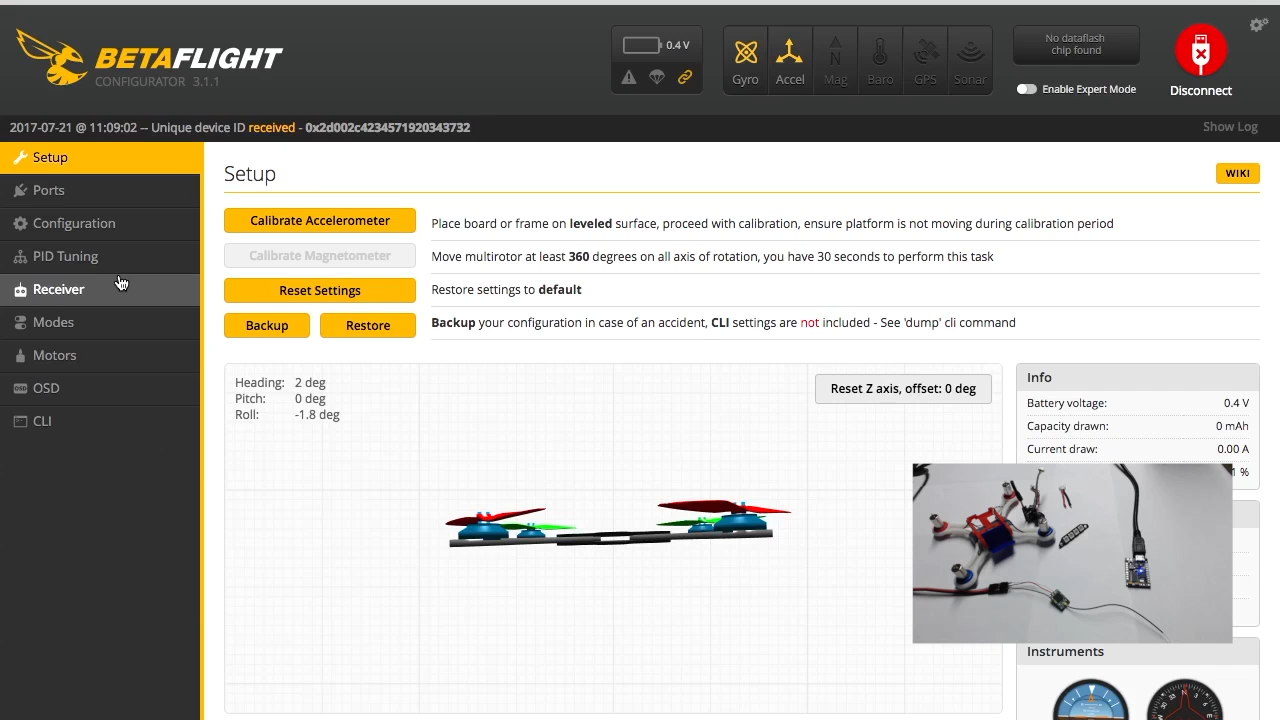 BETAFLIGHT
CONFIGURATOR 3.1.1
0.4 V
Gyro
Accel
Mag
Baro
GPS
Sonar
No dataflash
chip found
Enable Expert Mode
Disconnect
2017-07-21 @ 11:09:02 -- Unique device ID received - 0x2d002c4234571920343732
Show Log
Setup
Ports
Configuration
PID Tuning
Receiver
Modes
Motors
OSD
CLI
Setup
WIKI
Calibrate Accelerometer
Place board or frame on leveled surface, proceed with calibration, ensure platform is not moving during calibration period
Calibrate Magnetometer
Move multirotor at least 360 degrees on all axis of rotation, you have 30 seconds to perform this task
Reset Settings
Restore settings to default
Backup
Restore
Backup your configuration in case of an accident, CLI settings are not included - See 'dump' cli command
Heading: 2 deg
Pitch: 0 deg
Roll: -1.8 deg
Reset Z axis, offset: 0 deg
Info
Battery voltage: 0.4 V
Capacity drawn: 0 mAh
Current draw: 0.00 A
%
Instruments